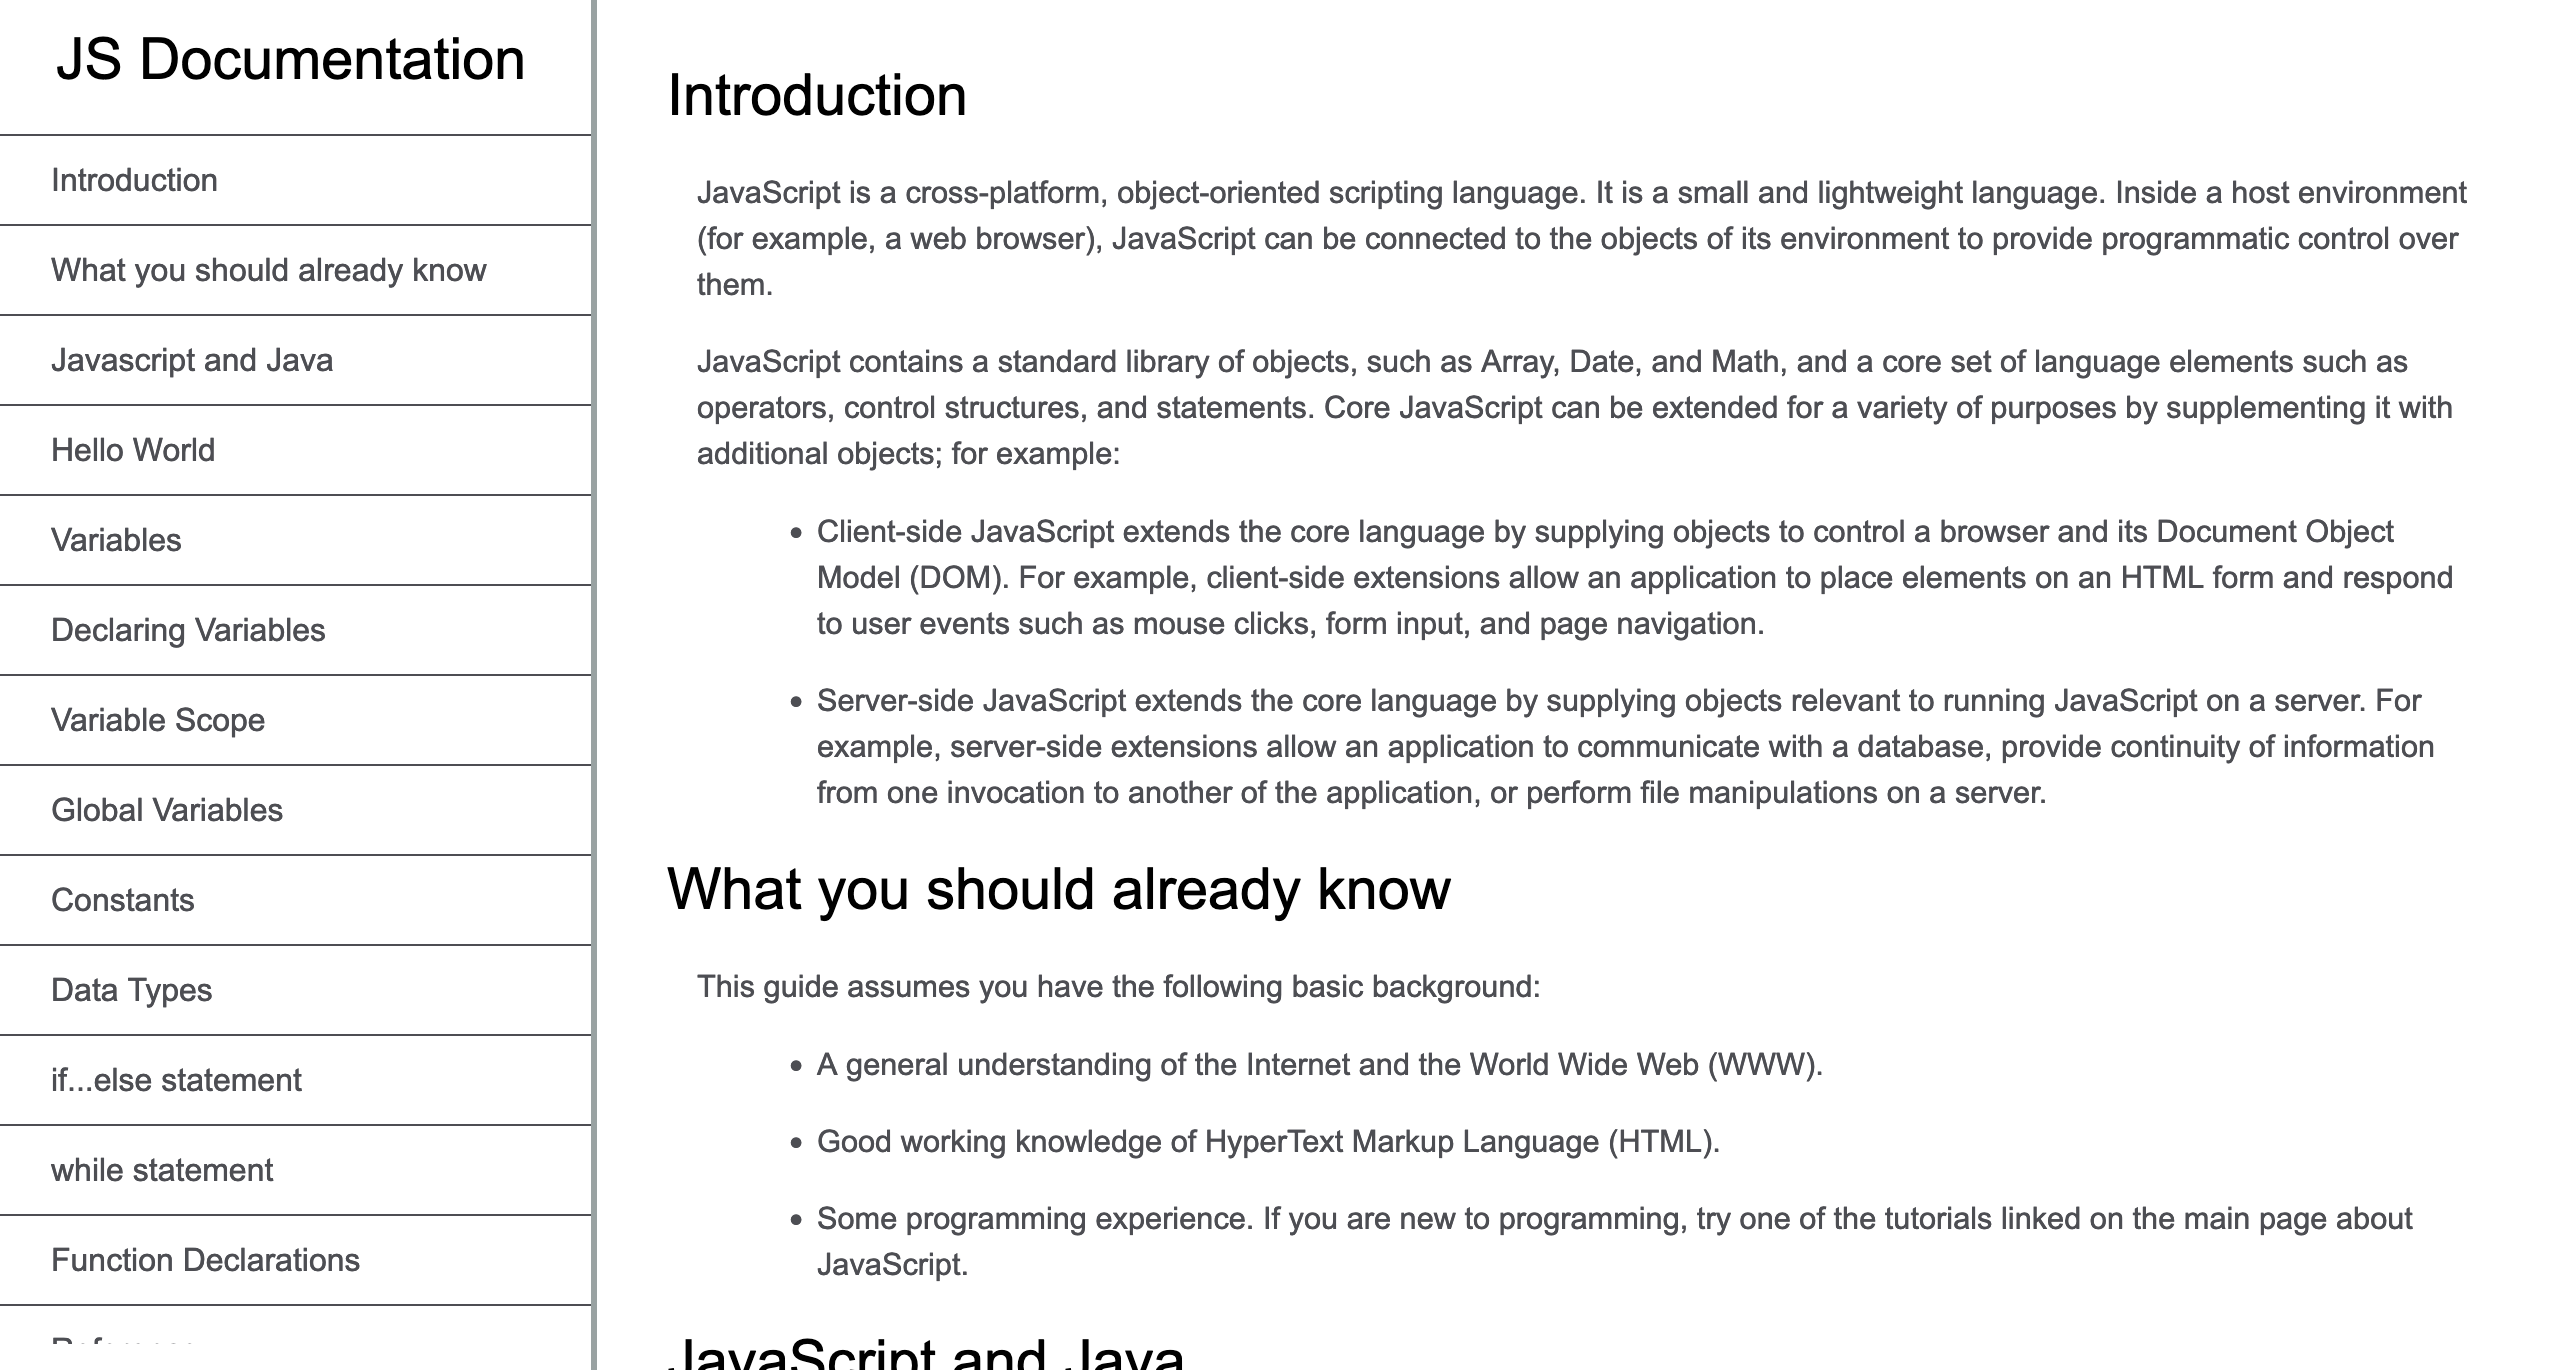 JS Documentation
Introduction
What you should already know
Javascript and Java
Hello World
Variables
Declaring Variables
Variable Scope
Global Variables
Constants
Data Types
if...else statement
while statement
Function Declarations
Reference
Introduction
JavaScript is a cross-platform, object-oriented scripting language. It is a small and lightweight language. Inside a host environment
(for example, a web browser), JavaScript can be connected to the objects of its environment to provide programmatic control over
them.
JavaScript contains a standard library of objects, such as Array, Date, and Math, and a core set of language elements such as
operators, control structures, and statements. Core JavaScript can be extended for a variety of purposes by supplementing it with
additional objects; for example:
• Client-side JavaScript extends the core language by supplying objects to control a browser and its Document Object
Model (DOM). For example, client-side extensions allow an application to place elements on an HTML form and respond
to user events such as mouse clicks, form input, and page navigation.
• Server-side JavaScript extends the core language by supplying objects relevant to running JavaScript on a server. For
example, server-side extensions allow an application to communicate with a database, provide continuity of information
from one invocation to another of the application, or perform file manipulations on a server.
What you should already know
This guide assumes you have the following basic background:
• A general understanding of the Internet and the World Wide Web (WWW).
• Good working knowledge of HyperText Markup Language (HTML).
• Some programming experience. If you are new to programming, try one of the tutorials linked on the main page about
JavaScript.
JavaScript and Java